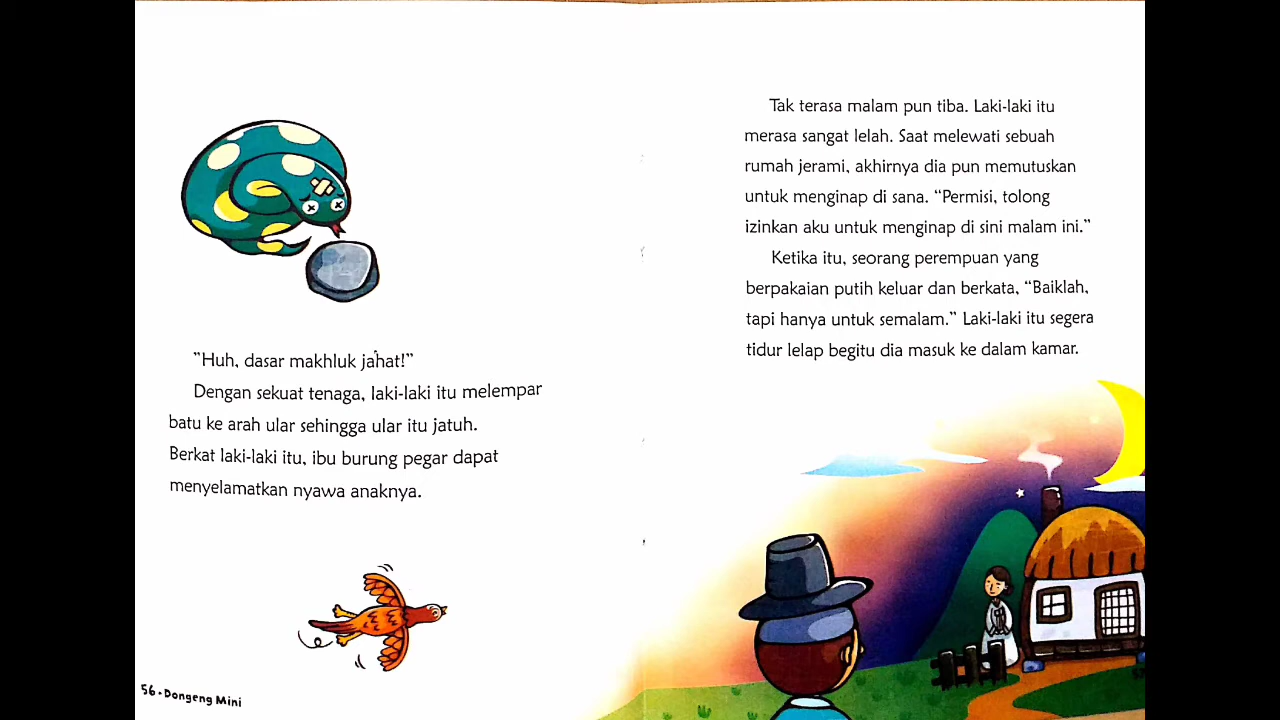 "Huh, dasar makhluk jahat!"
Dengan sekuat tenaga, laki-laki itu melempar
batu ke arah ular sehingga ular itu jatuh.
Berkat laki-laki itu, ibu burung pegar dapat
menyelamatkan nyawa anaknya.
56 • Dongeng Mini
Tak terasa malam pun tiba. Laki-laki itu
merasa sangat lelah. Saat melewati sebuah
rumah jerami, akhirnya dia pun memutuskan
untuk menginap di sana. “Permisi, tolong
izinkan aku untuk menginap di sini malam ini.”
Ketika itu, seorang perempuan yang
berpakaian putih keluar dan berkata, “Baiklah,
tapi hanya untuk semalam.” Laki-laki itu segera
tidur lelap begitu dia masuk ke dalam kamar.